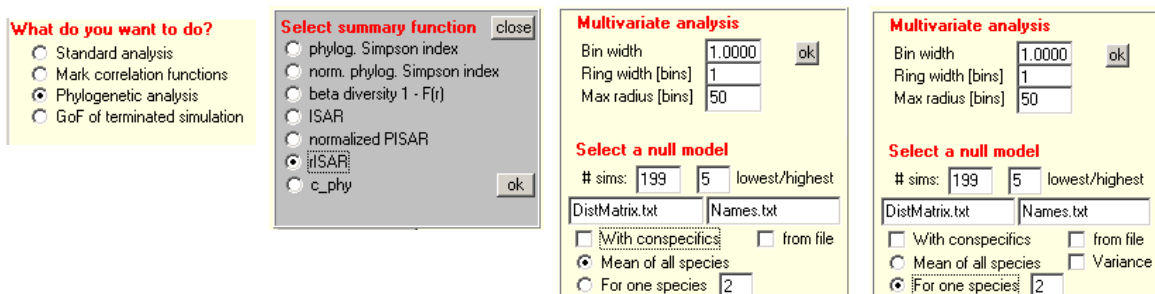 What do you want to do?
Standard analysis
Mark correlation functions
Phylogenetic analysis
GoF of terminated simulation
Select summary function
close
phylog. Simpson index
norm. phylog. Simpson index
beta diversity 1 - F(r)
ISAR
normalized PISAR
rISAR
c_phy
ok
Multivariate analysis
Bin width 1.0000 ok
Ring width [bins] 1
Max radius [bins] 50
Select a null model
# sims: 199 5 lowest/highest
DistMatrix.txt Names.txt
With conspecifics from file
Mean of all species
For one species 2
Multivariate analysis
Bin width 1.0000 ok
Ring width [bins] 1
Max radius [bins] 50
Select a null model
# sims: 199 5 lowest/highest
DistMatrix.txt Names.txt
With conspecifics from file
Mean of all species Variance
For one species 2